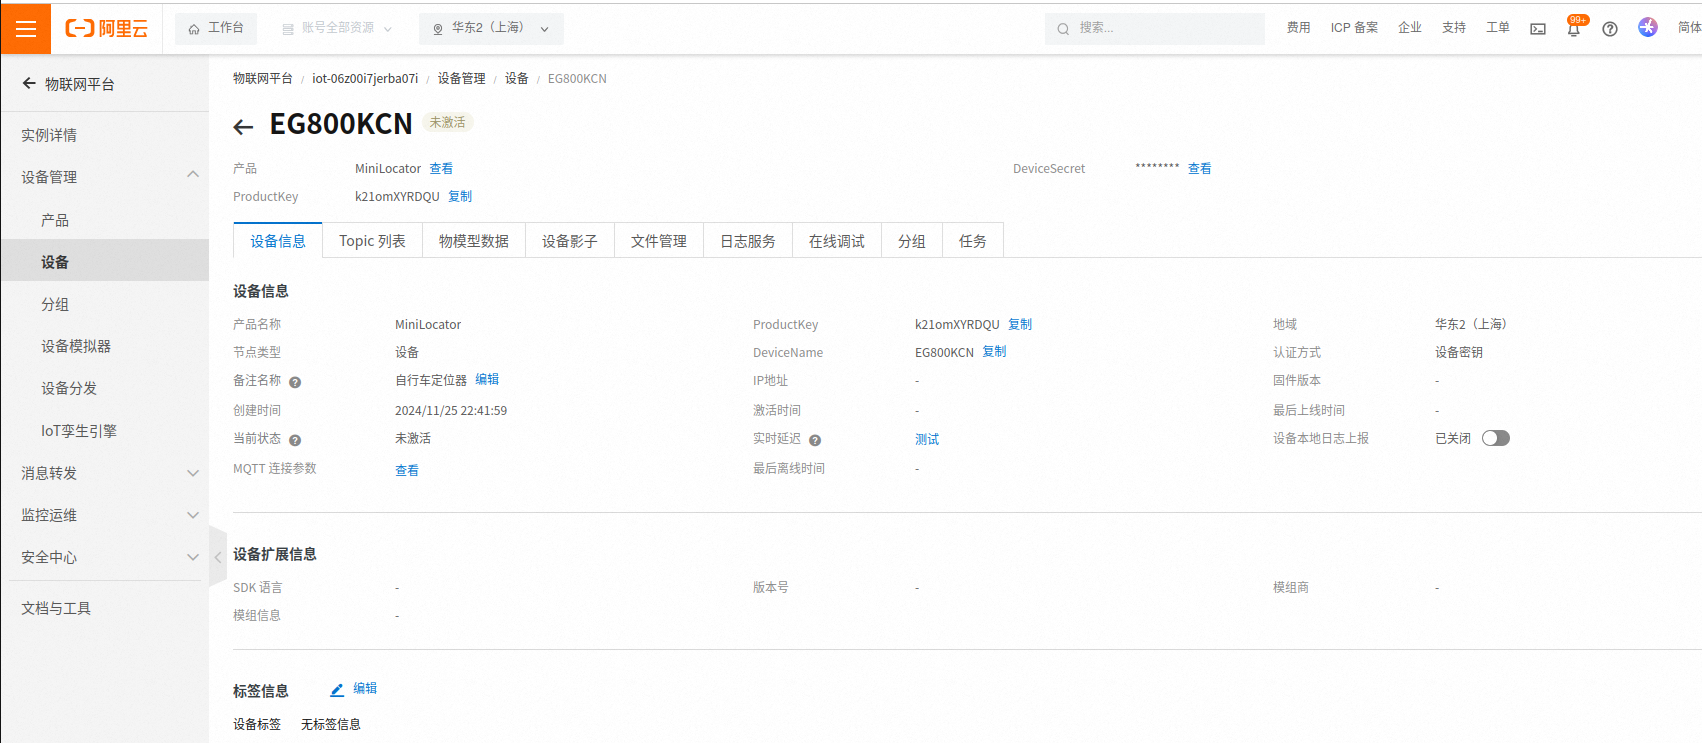 阿里云 工作台 账号全部资源 华东2（上海） 搜索... 费用 ICP 备案 企业 支持 工单 99+ 简体
物联网平台
实例详情
设备管理
产品
设备
分组
设备模拟器
设备分发
IoT孪生引擎
消息转发
监控运维
安全中心
文档与工具
物联网平台 / iot-06z00i7jerba07i / 设备管理 / 设备 / EG800KCN
EG800KCN 未激活
产品 MiniLocator 查看 DeviceSecret ******** 查看
ProductKey k21omXYRDQU 复制
设备信息 Topic 列表 物模型数据 设备影子 文件管理 日志服务 在线调试 分组 任务
设备信息
产品名称 MiniLocator ProductKey k21omXYRDQU 复制 地域 华东2（上海）
节点类型 设备 DeviceName EG800KCN 复制 认证方式 设备密钥
备注名称 ? 自行车定位器 编辑 IP地址 - 固件版本 -
创建时间 2024/11/25 22:41:59 激活时间 - 最后上线时间 -
当前状态 ? 未激活 实时延迟 ? 测试 设备本地日志上报 已关闭
MQTT 连接参数 查看 最后离线时间 -
设备扩展信息
SDK 语言 - 版本号 - 模组商 -
模组信息 -
标签信息 编辑
设备标签 无标签信息